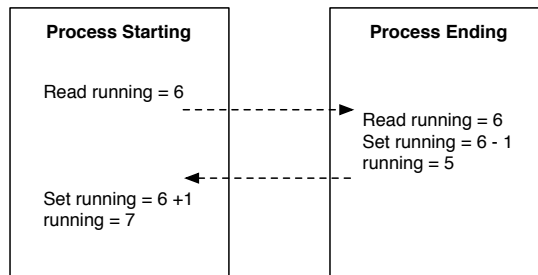 Process Starting
Read running = 6
Set running = 6 +1
running = 7
Process Ending
Read running = 6
Set running = 6 - 1
running = 5